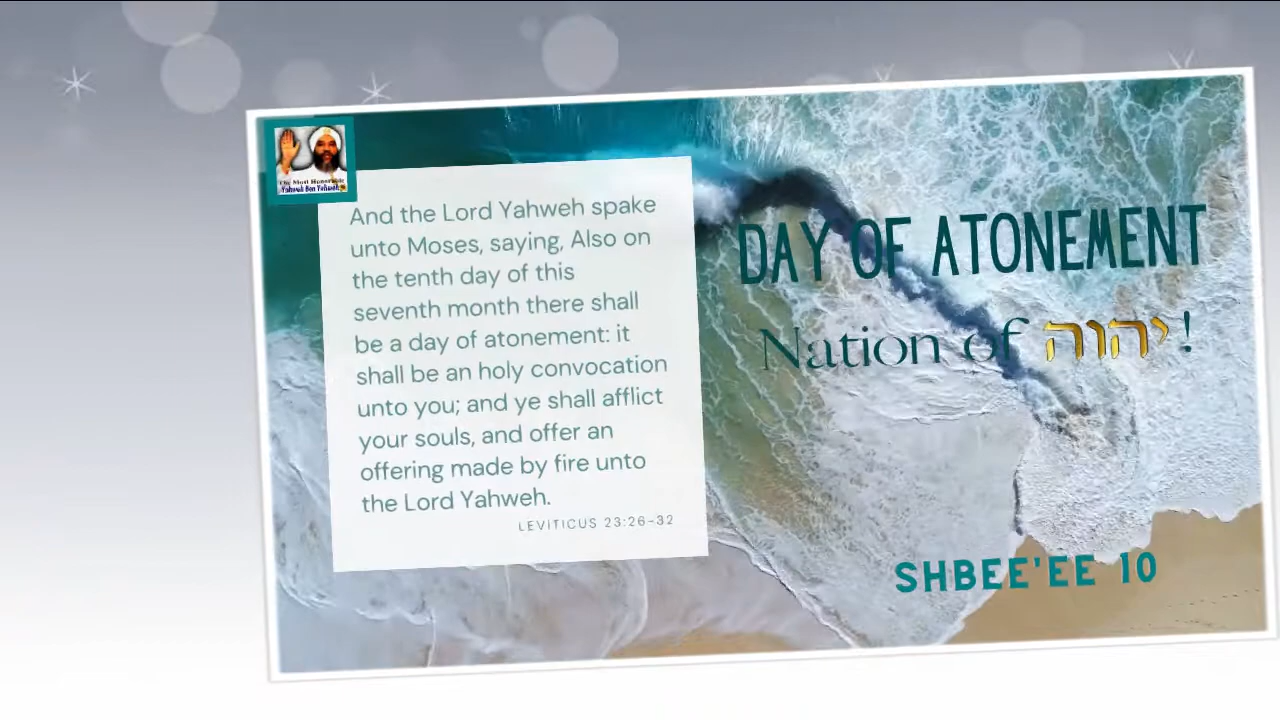 The Most Honorable
Yahweh Ben Yahweh
And the Lord Yahweh spake
unto Moses, saying, Also on
the tenth day of this
seventh month there shall
be a day of atonement: it
shall be an holy convocation
unto you; and ye shall afflict
your souls, and offer an
offering made by fire unto
the Lord Yahweh.
LEVITICUS 23:26-32
DAY OF ATONEMENT
Nation of יהוה!
SHBEE'EE 10